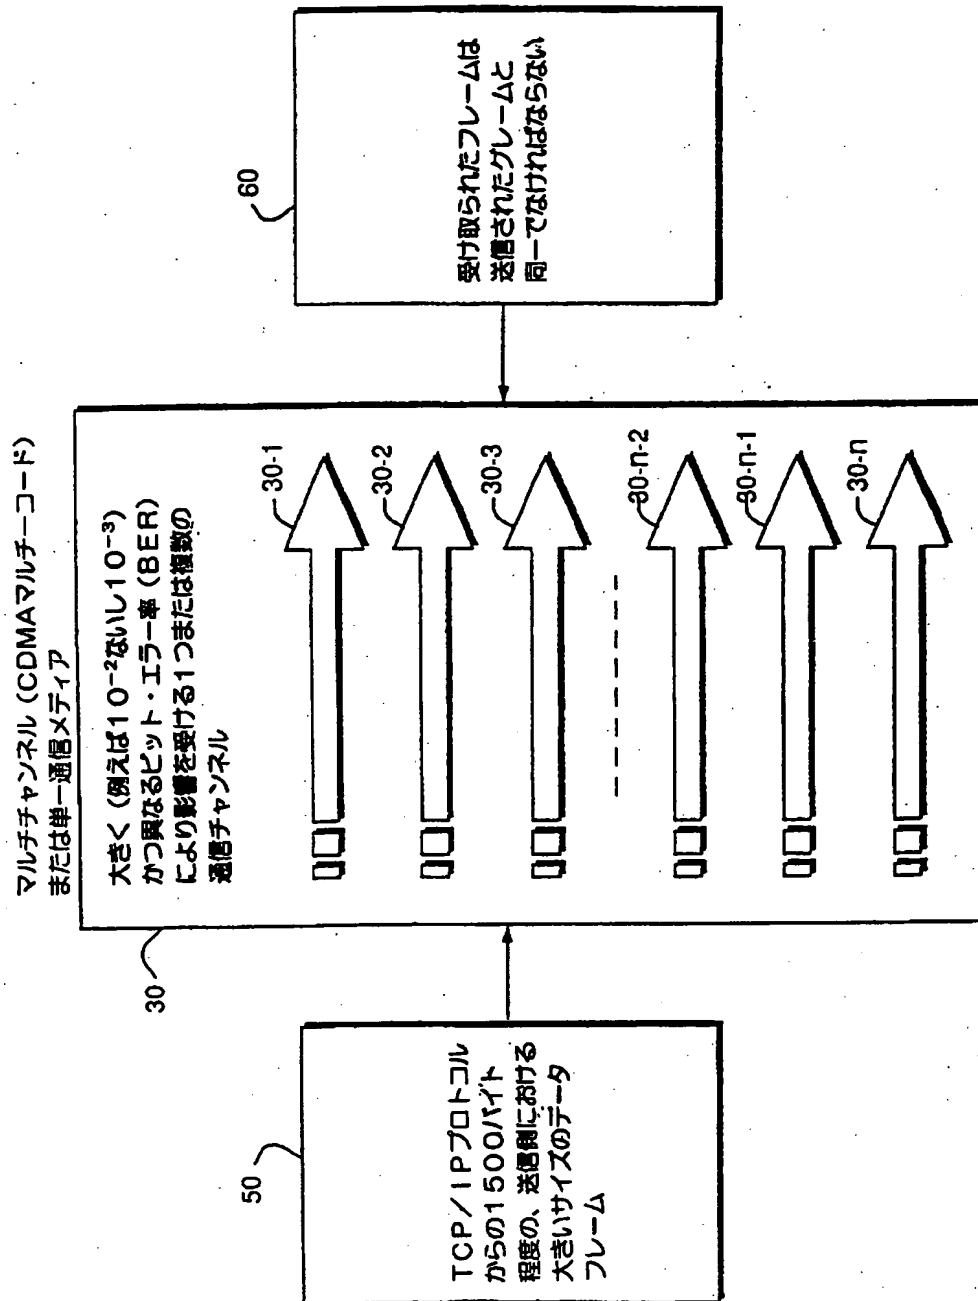 マルチチャンネル（CDMAマルチーコード）
または単一通信メディア
30
大きく（例えば10⁻²ないし10⁻³）
かつ異なるビット・エラー率（BER）
により影響を受ける1つまたは複数の
通信チャンネル
30-1
30-2
30-3
30-n-2
30-n-1
30-n
50
TCP/IPプロトコル
からの1500バイト
程度の、送信側における
大きいサイズのデータ
フレーム
60
受け取られたフレームは
送信されたグレームと
同一でなければならない